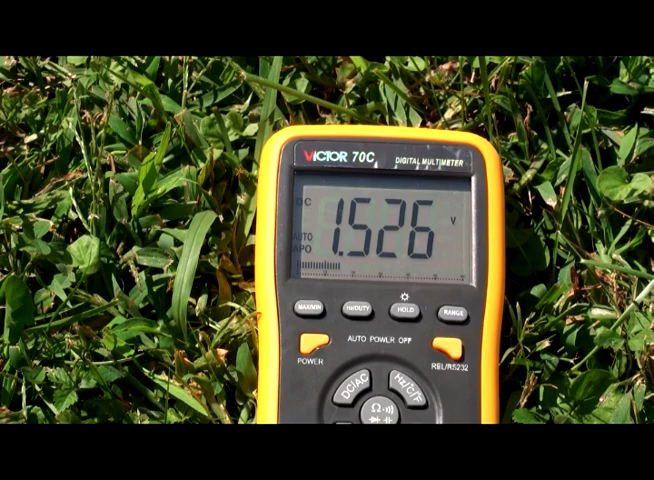 VICTOR 70C DIGITAL MULTIMETER
DC
1.526 V
AUTO
APO
MAX/MIN Hz/DUTY HOLD RANGE
AUTO POWER OFF
POWER REL/RS232
DC/AC Hz/°C/°F
Ω